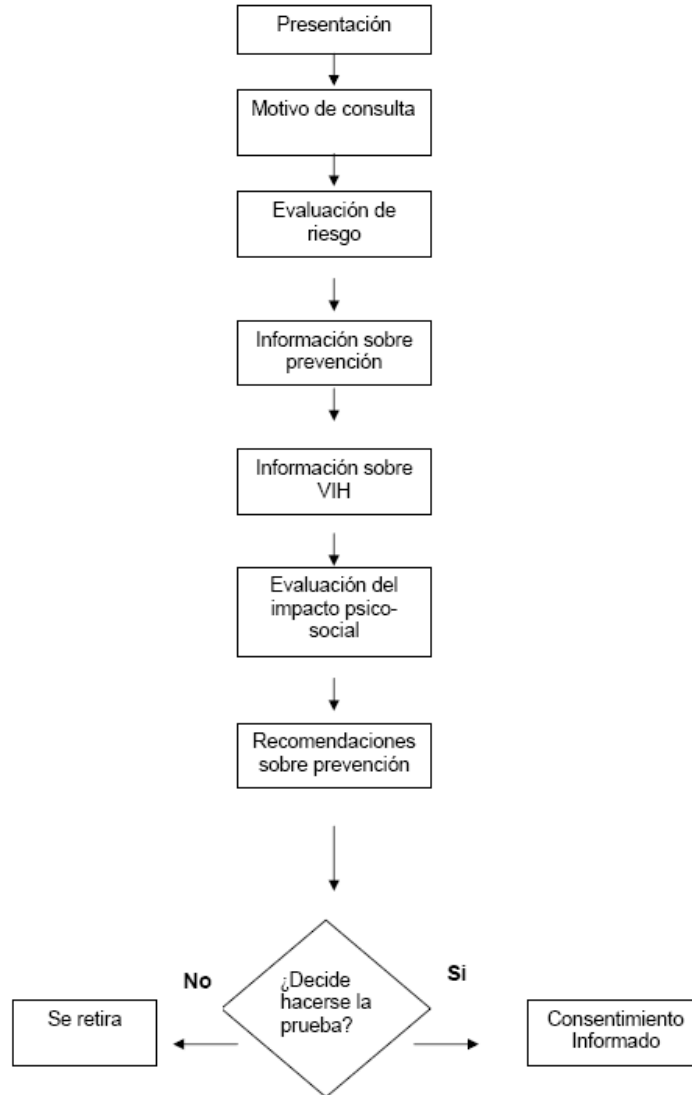 Presentación
Motivo de consulta
Evaluación de
riesgo
Información sobre
prevención
Información sobre
VIH
Evaluación del
impacto psico-
social
Recomendaciones
sobre prevención
No
¿Decide
hacerse la
prueba?
Si
Se retira
Consentimiento
Informado